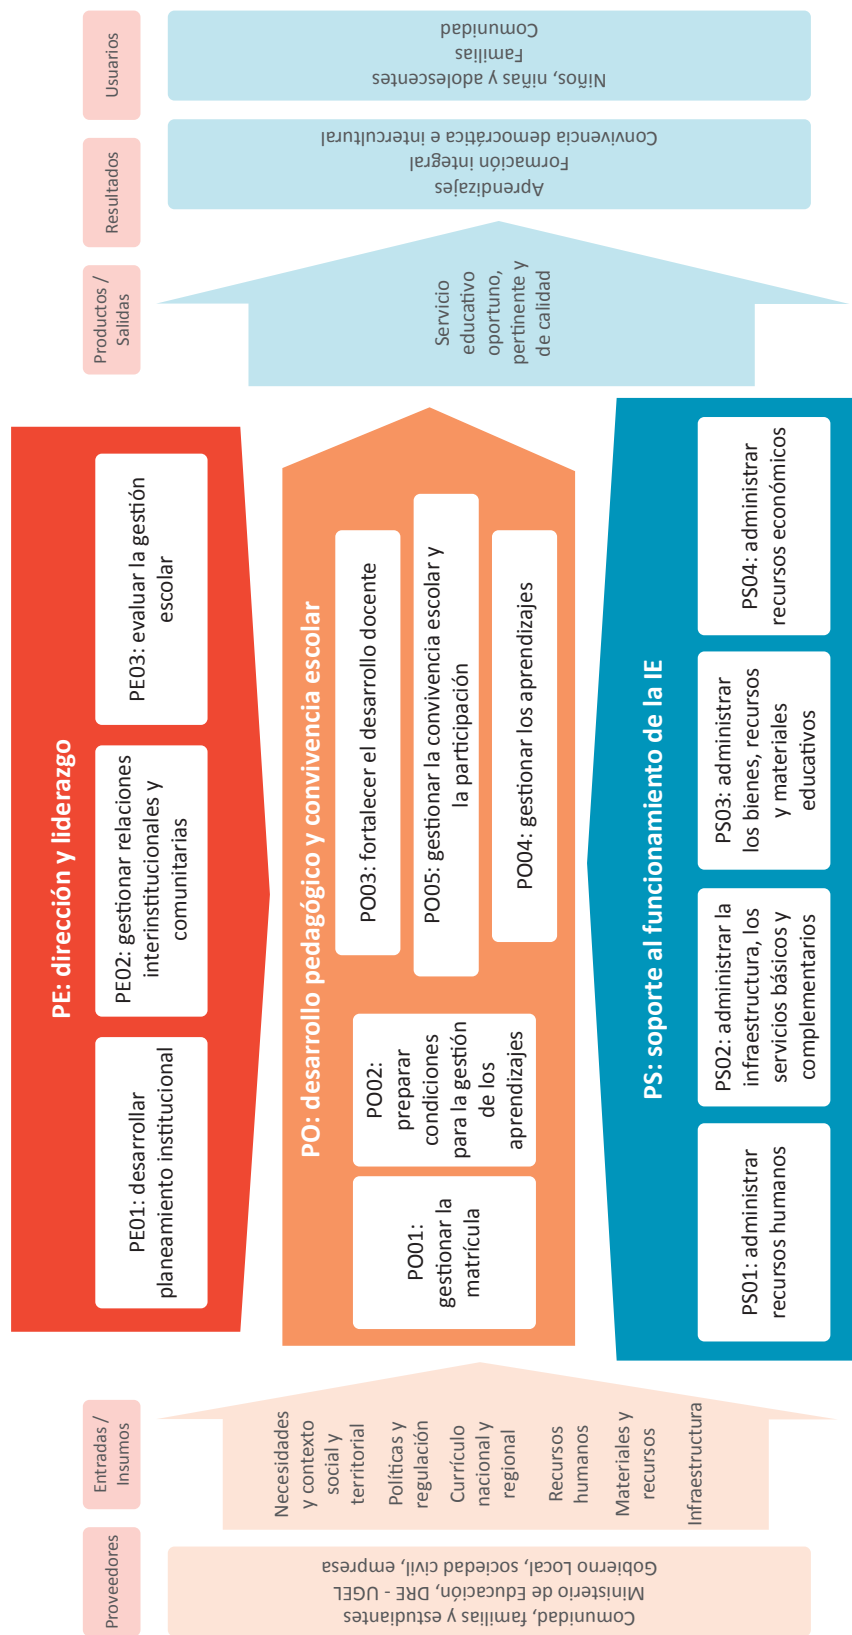 Proveedores
Comunidad, familias y estudiantes
Ministerio de Educación, DRE - UGEL
Gobierno Local, sociedad civil, empresa
Entradas /
Insumos
Necesidades
y contexto
social y
territorial
Políticas y
regulación
Currículo
nacional y
regional
Recursos
humanos
Materiales y
recursos
Infraestructura
PE: dirección y liderazgo
PE01: desarrollar
planeamiento institucional
PE02: gestionar relaciones
interinstitucionales y
comunitarias
PE03: evaluar la gestión
escolar
PO: desarrollo pedagógico y convivencia escolar
PO01:
gestionar la
matrícula
PO02:
preparar
condiciones
para la gestión
de los
aprendizajes
PO03: fortalecer el desarrollo docente
PO05: gestionar la convivencia escolar y
la participación
PO04: gestionar los aprendizajes
PS: soporte al funcionamiento de la IE
PS01: administrar
recursos humanos
PS02: administrar la
infraestructura, los
servicios básicos y
complementarios
PS03: administrar
los bienes, recursos
y materiales
educativos
PS04: administrar
recursos económicos
Productos /
Salidas
Servicio
educativo
oportuno,
pertinente y
de calidad
Resultados
Aprendizajes
Formación integral
Convivencia democrática e intercultural
Usuarios
Niños, niñas y adolescentes
Familias
Comunidad